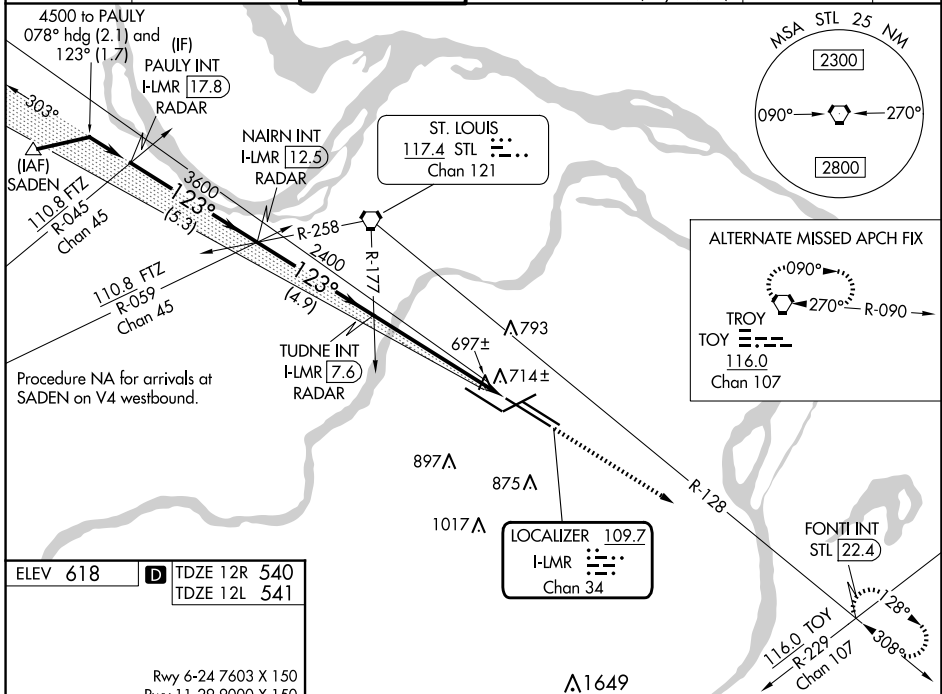 4500 to PAULY
078° hdg (2.1) and
123° (1.7)
(IF)
PAULY INT
I-LMR 17.8
RADAR
303°
(IAF)
SADEN
110.8 FTZ
R-045
Chan 45
NAIRN INT
I-LMR 12.5
RADAR
3600
123°
(5.3)
ST. LOUIS
117.4 STL
Chan 121
R-258
R-177
2400
123°
(4.9)
110.8 FTZ
R-059
Chan 45
TUDNE INT
I-LMR 7.6
RADAR
Procedure NA for arrivals at
SADEN on V4 westbound.
793
697±
714±
897
875
1017
1649
MSA STL 25 NM
2300
090°
270°
2800
ALTERNATE MISSED APCH FIX
090°
270°
R-090
TROY
TOY
116.0
Chan 107
R-128
LOCALIZER 109.7
I-LMR
Chan 34
FONTI INT
STL 22.4
128°
308°
116.0 TOY
R-229
Chan 107
ELEV 618
D
TDZE 12R 540
TDZE 12L 541
Rwy 6-24 7603 X 150